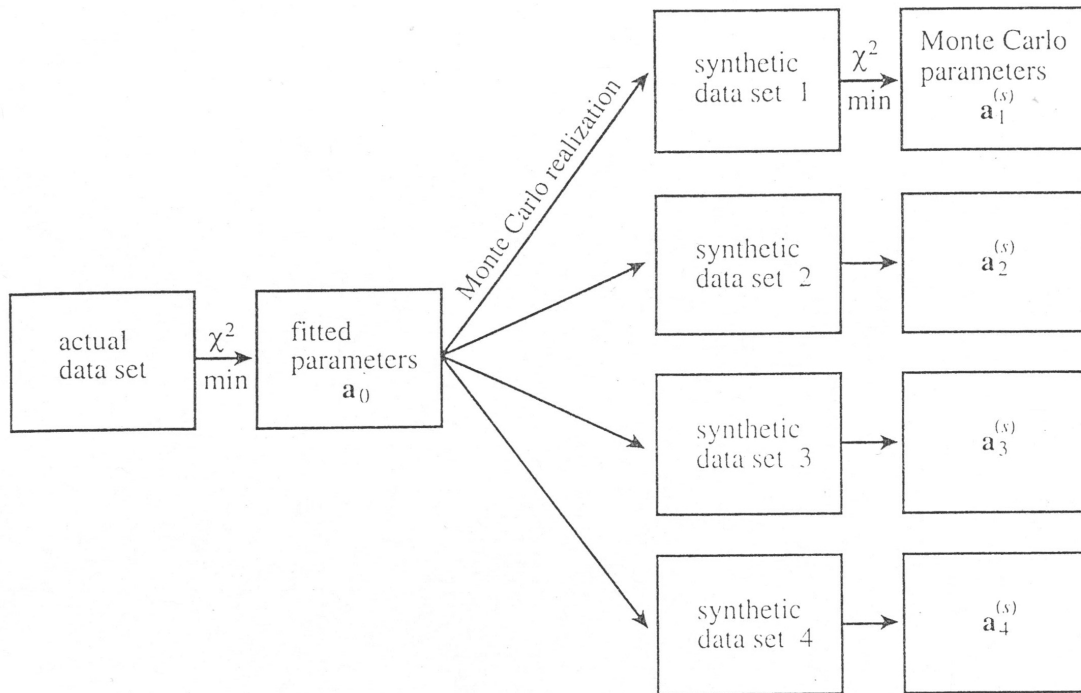 actual
data set
χ²
min
fitted
parameters
a₀
Monte Carlo realization
synthetic
data set 1
χ²
min
Monte Carlo
parameters
a₁⁽ˢ⁾
synthetic
data set 2
a₂⁽ˢ⁾
synthetic
data set 3
a₃⁽ˢ⁾
synthetic
data set 4
a₄⁽ˢ⁾